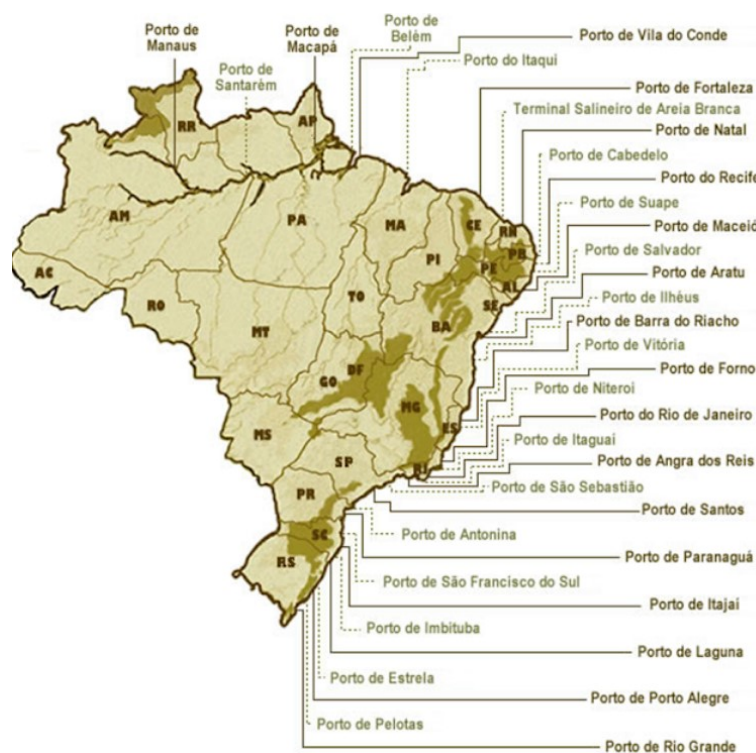 Porto de
Manaus
Porto de
Santarém
Porto de
Macapá
Porto de
Belém
Porto de Vila do Conde
Porto do Itaqui
Porto de Fortaleza
Terminal Salineiro de Areia Branca
Porto de Natal
Porto de Cabedelo
Porto do Recife
Porto de Suape
Porto de Maceió
Porto de Salvador
Porto de Aratu
Porto de Ilhéus
Porto de Barra do Riacho
Porto de Vitória
Porto de Forno
Porto de Niteroi
Porto do Rio de Janeiro
Porto de Itaguai
Porto de Angra dos Reis
Porto de São Sebastião
Porto de Santos
Porto de Antonina
Porto de Paranaguá
Porto de São Francisco do Sul
Porto de Itajaí
Porto de Imbituba
Porto de Laguna
Porto de Estrela
Porto de Porto Alegre
Porto de Pelotas
Porto de Rio Grande
RR
AP
AM
PA
MA
CE
RN
PB
PI
PE
AL
AC
RO
TO
SE
BA
MT
GO
DF
MG
ES
MS
SP
RJ
PR
SC
RS